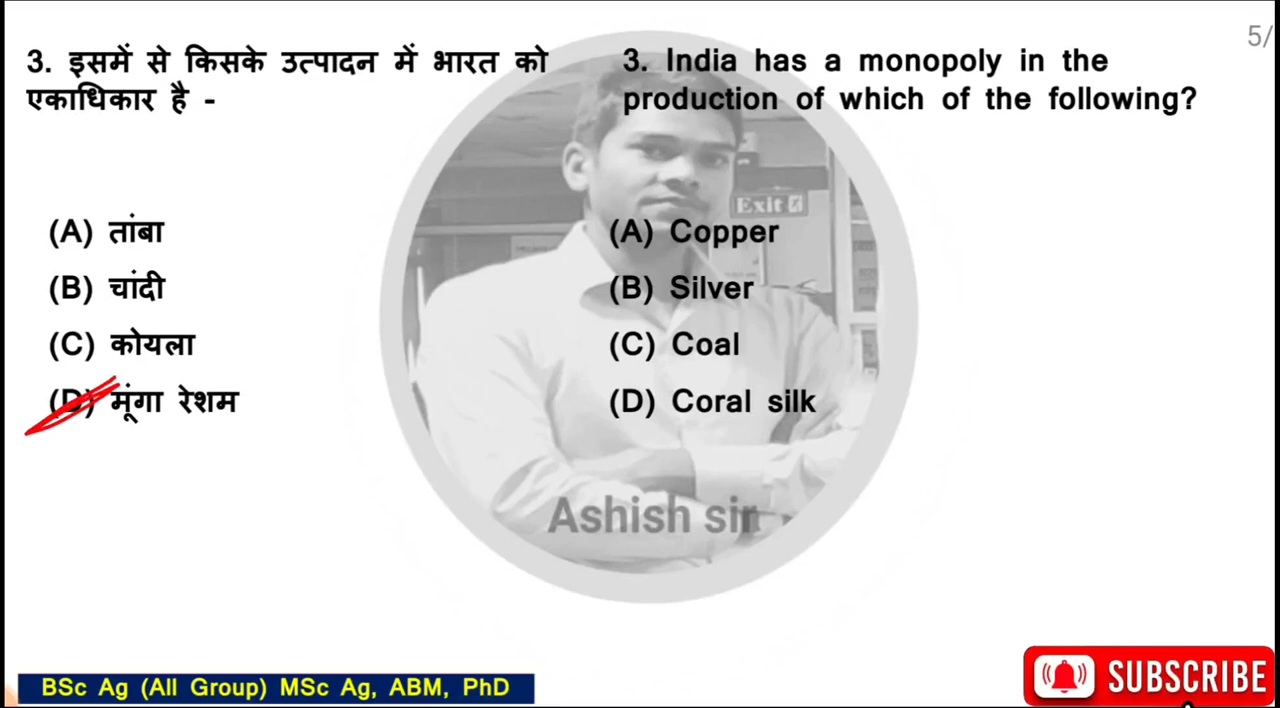 5/
3. इसमें से किसके उत्पादन में भारत को
एकाधिकार है -
(A) तांबा
(B) चांदी
(C) कोयला
(D) मूंगा रेशम
3. India has a monopoly in the
production of which of the following?
(A) Copper
(B) Silver
(C) Coal
(D) Coral silk
Exit
Ashish sir
BSc Ag (All Group) MSc Ag, ABM, PhD
SUBSCRIBE